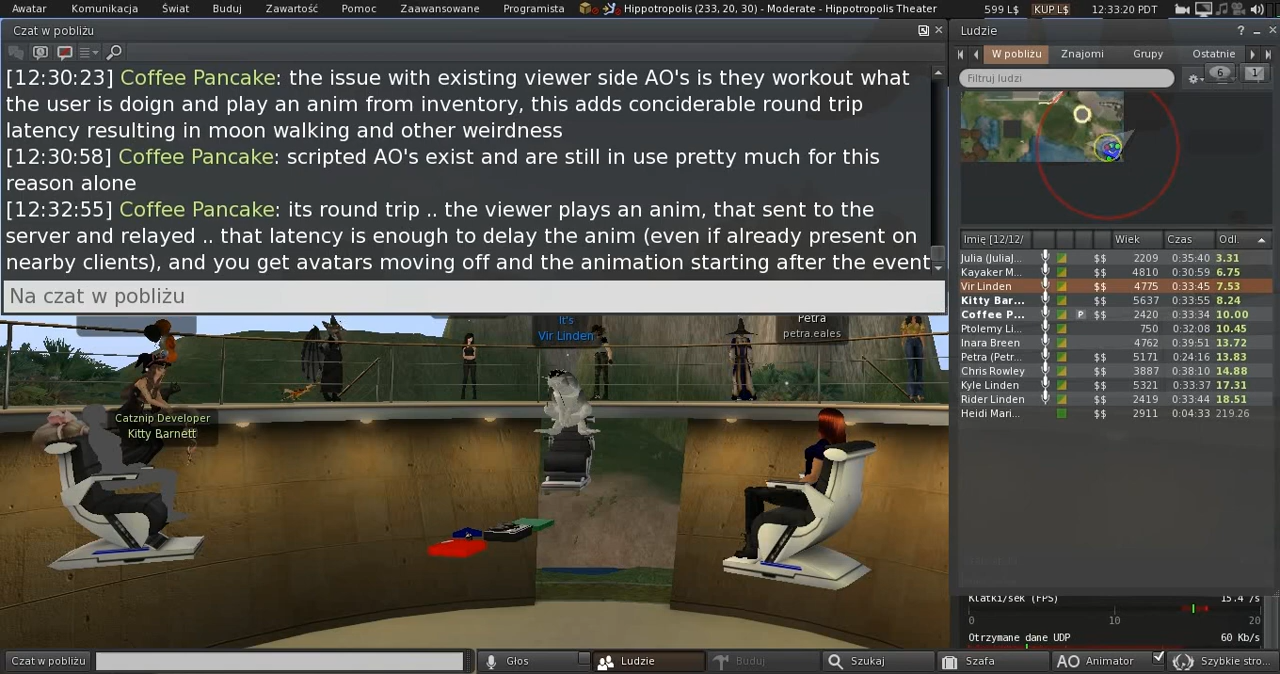 Awatar Komunikacja Świat Buduj Zawartość Pomoc Zaawansowane Programista Hippotropolis (233, 20, 30) - Moderate - Hippotropolis Theater 599 L$ KUP L$ 12:33:20 PDT
Czat w pobliżu
[12:30:23] Coffee Pancake: the issue with existing viewer side AO's is they workout what
the user is doign and play an anim from inventory, this adds conciderable round trip
latency resulting in moon walking and other weirdness
[12:30:58] Coffee Pancake: scripted AO's exist and are still in use pretty much for this
reason alone
[12:32:55] Coffee Pancake: its round trip .. the viewer plays an anim, that sent to the
server and relayed .. that latency is enough to delay the anim (even if already present on
nearby clients), and you get avatars moving off and the animation starting after the event
Na czat w pobliżu
Ludzie
W pobliżu Znajomi Grupy Ostatnie
Filtruj ludzi
6 1
Imię [12/12/ Wiek Czas Odl.
Julia (JuliaJ... $$ 2209 0:35:40 3.31
Kayaker M... $$ 4810 0:30:59 6.75
Vir Linden $$ 4775 0:33:45 7.53
Kitty Bar... $$ 5637 0:33:55 8.24
Coffee P... P $$ 2420 0:33:34 10.00
Ptolemy Li... 750 0:32:08 10.45
Inara Breen 4762 0:39:51 13.72
Petra (Petr... $$ 5171 0:24:16 13.83
Chris Rowley $$ 3887 0:38:10 14.88
Kyle Linden $$ 5321 0:33:37 17.31
Rider Linden $$ 2419 0:33:44 18.51
Heidi Mari... $$ 2911 0:04:33 219.26
It's
Vir Linden
Petra
petra.eales
Catznip Developer
Kitty Barnett
Klatki/sek (FPS) 15.4 /s
0 10 20
Otrzymane dane UDP 60 Kb/s
Czat w pobliżu Głos Ludzie Buduj Szukaj Szafa AO Animator Szybkie stro...